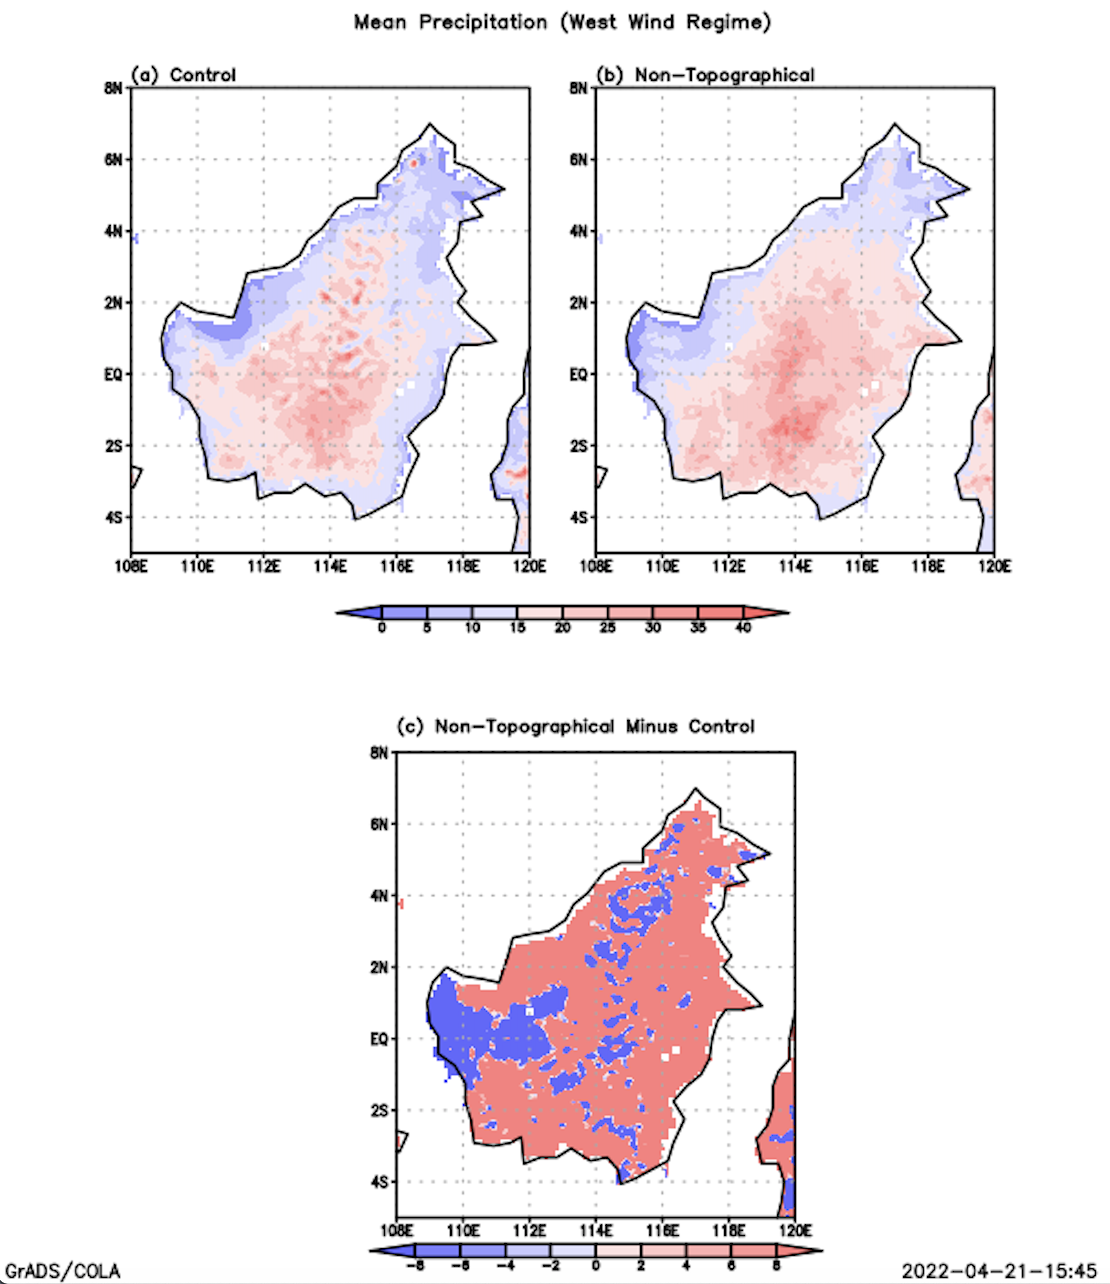 Mean Precipitation (West Wind Regime)
(a) Control
(b) Non-Topographical
8N
6N
4N
2N
EQ
2S
4S
108E 110E 112E 114E 116E 118E 120E
8N
6N
4N
2N
EQ
2S
4S
108E 110E 112E 114E 116E 118E 120E
0 5 10 15 20 25 30 35 40
(c) Non-Topographical Minus Control
8N
6N
4N
2N
EQ
2S
4S
108E 110E 112E 114E 116E 118E 120E
-8 -6 -4 -2 0 2 4 6 8
GrADS/COLA
2022-04-21-15:45